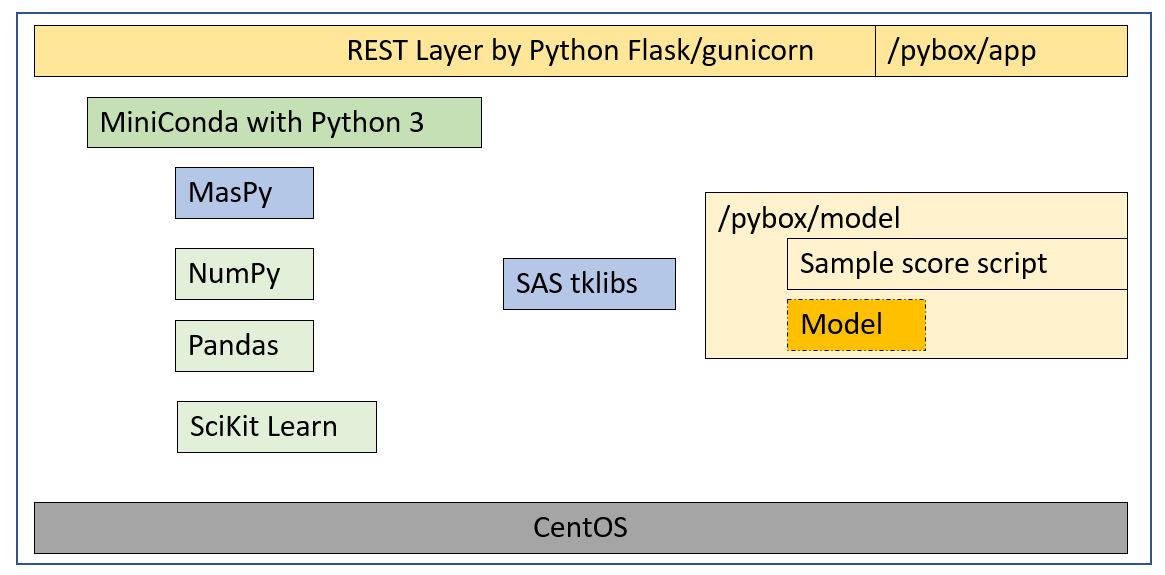 REST Layer by Python Flask/gunicorn
/pybox/app
MiniConda with Python 3
MasPy
NumPy
Pandas
SciKit Learn
SAS tklibs
/pybox/model
Sample score script
Model
CentOS